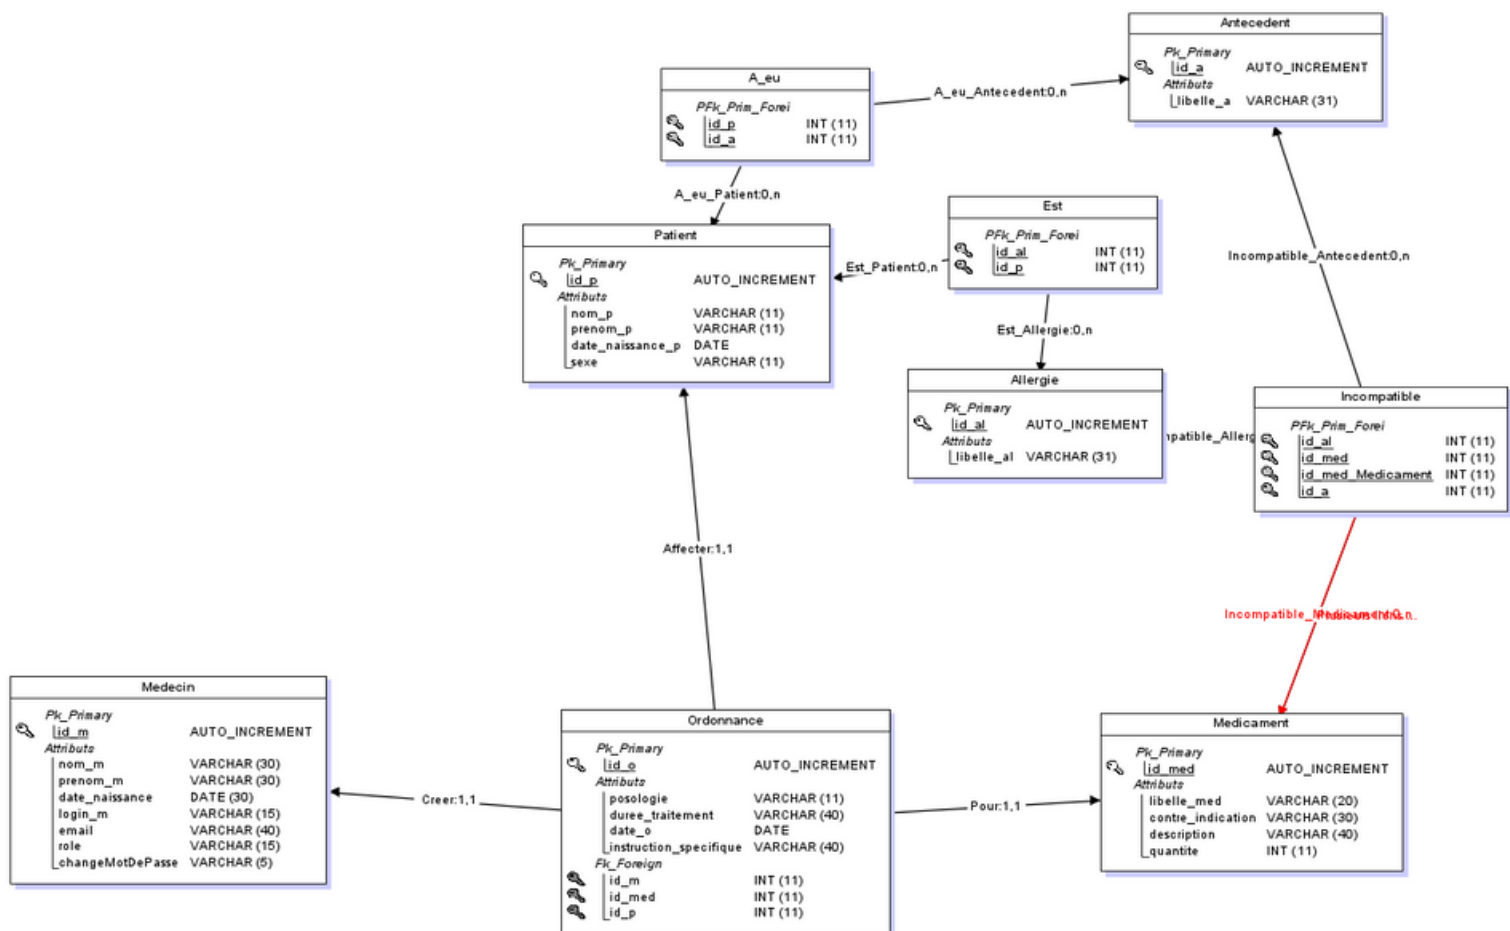 Antecedent
Pk_Primary
id_a AUTO_INCREMENT
Attributs
libelle_a VARCHAR (31)
A_eu
PFk_Prim_Forei
id_p INT (11)
id_a INT (11)
A_eu_Antecedent:0,n
A_eu_Patient:0,n
Est
PFk_Prim_Forei
id_al INT (11)
id_p INT (11)
Patient
Pk_Primary
id_p AUTO_INCREMENT
Attributs
nom_p VARCHAR (11)
prenom_p VARCHAR (11)
date_naissance_p DATE
sexe VARCHAR (11)
Est_Patient:0,n
Incompatible_Antecedent:0,n
Est_Allergie:0,n
Allergie
Pk_Primary
id_al AUTO_INCREMENT
Attributs
libelle_al VARCHAR (31)
Incompatible
PFk_Prim_Forei
id_al INT (11)
id_med INT (11)
id_med_Medicament INT (11)
id_a INT (11)
npatible_Allerg
Affecter:1,1
Medecin
Pk_Primary
id_m AUTO_INCREMENT
Attributs
nom_m VARCHAR (30)
prenom_m VARCHAR (30)
date_naissance DATE (30)
login_m VARCHAR (15)
email VARCHAR (40)
role VARCHAR (15)
changeMotDePasse VARCHAR (5)
Creer:1,1
Ordonnance
Pk_Primary
id_o AUTO_INCREMENT
Attributs
posologie VARCHAR (11)
duree_traitement VARCHAR (40)
date_o DATE
instruction_specifique VARCHAR (40)
Fk_Foreign
id_m INT (11)
id_med INT (11)
id_p INT (11)
Pour:1,1
Medicament
Pk_Primary
id_med AUTO_INCREMENT
Attributs
libelle_med VARCHAR (20)
contre_indication VARCHAR (30)
description VARCHAR (40)
quantite INT (11)